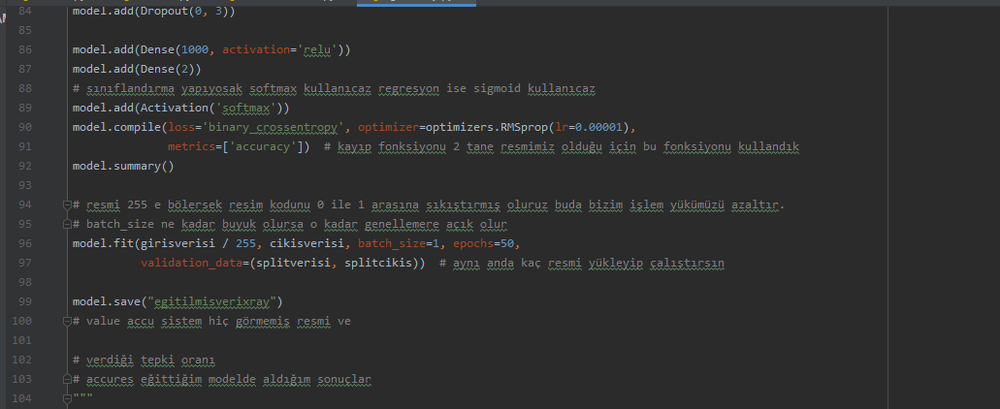 84 model.add(Dropout(0, 3))
85
86 model.add(Dense(1000, activation='relu'))
87 model.add(Dense(2))
88 # sınıflandırma yapıyosak softmax kullanıcaz regresyon ise sigmoid kullanıcaz
89 model.add(Activation('softmax'))
90 model.compile(loss='binary_crossentropy', optimizer=optimizers.RMSprop(lr=0.00001),
91 metrics=['accuracy']) # kayıp fonksiyonu 2 tane resmimiz olduğu için bu fonksiyonu kullandık
92 model.summary()
93
94 # resmi 255 e bölersek resim kodunu 0 ile 1 arasına sıkıştırmış oluruz buda bizim işlem yükümüzü azaltır.
95 # batch_size ne kadar buyuk olursa o kadar genellemere açık olur
96 model.fit(girisverisi / 255, cikisverisi, batch_size=1, epochs=50,
97 validation_data=(splitverisi, splitcikis)) # aynı anda kaç resmi yükleyip çalıştırsın
98
99 model.save("egitilmisverixray")
100 # value accu sistem hiç görmemiş resmi ve
101
102 # verdiği tepki oranı
103 # accures eğittiğim modelde aldığım sonuçlar
104 """